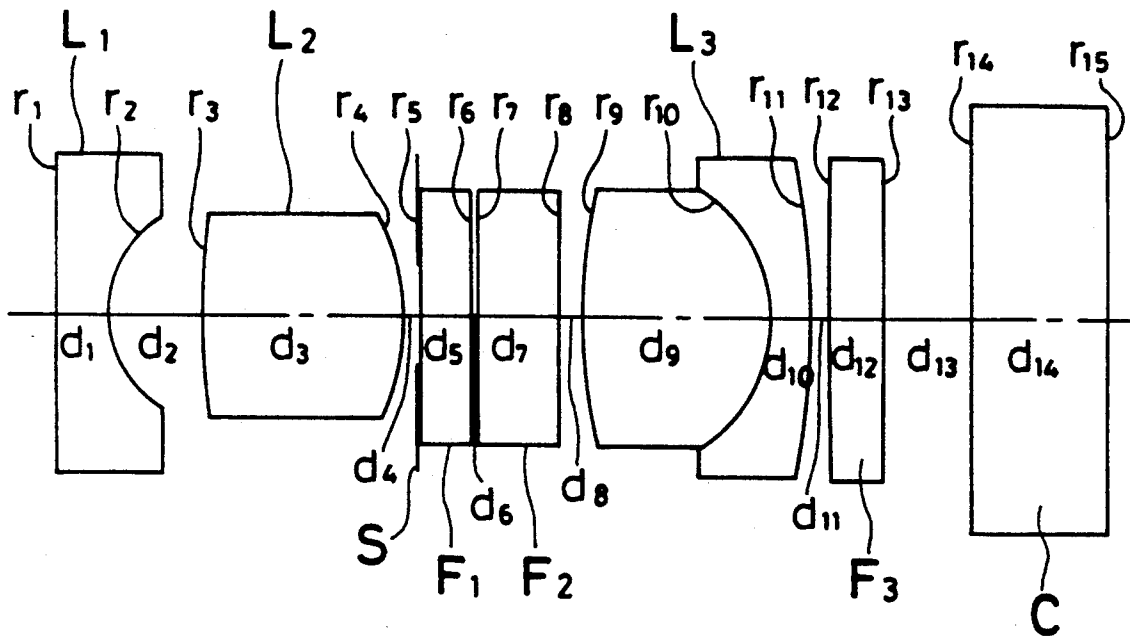 L₁ L₂ L₃
r₁ r₂ r₃ r₄ r₅ r₆ r₇ r₈ r₉ r₁₀ r₁₁ r₁₂ r₁₃ r₁₄ r₁₅
d₁ d₂ d₃ d₅ d₇ d₉ d₁₀ d₁₂ d₁₃ d₁₄
d₄ d₆ d₈ d₁₁
S F₁ F₂ F₃ C